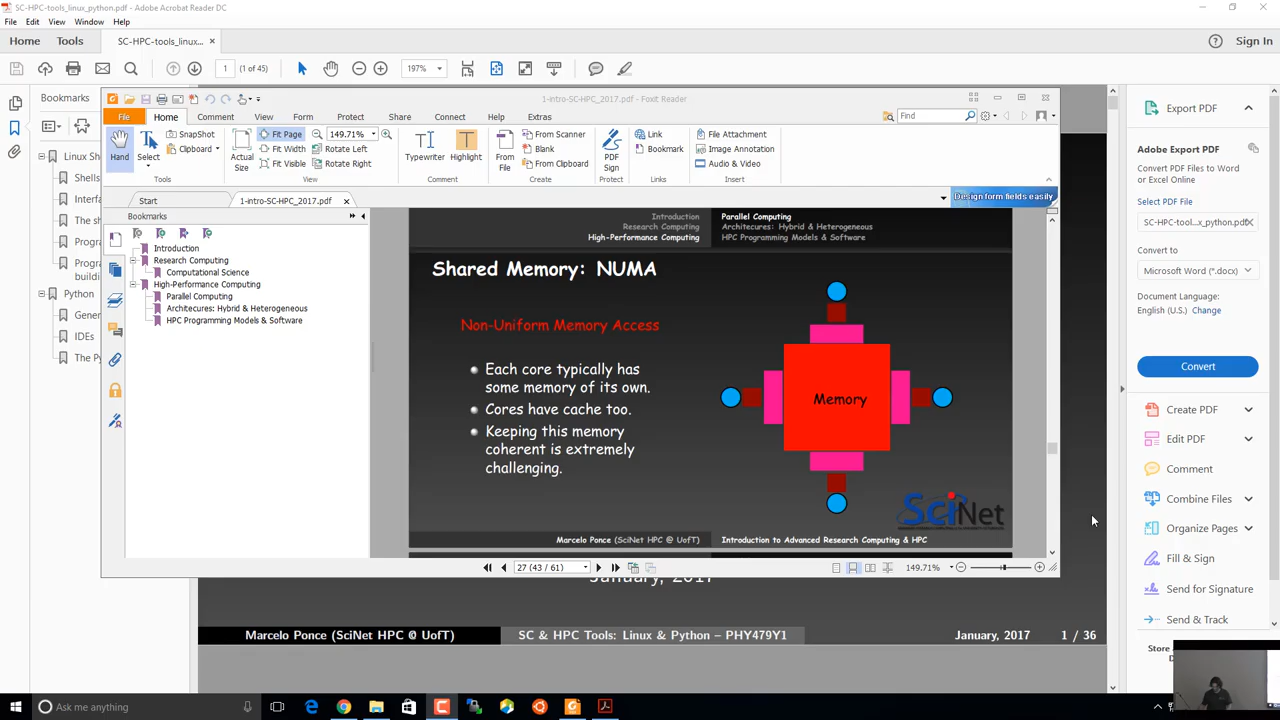 SC-HPC-tools_linux_python.pdf - Adobe Acrobat Reader DC
File Edit View Window Help
Home Tools SC-HPC-tools_linux... × Sign In
1 (1 of 45) 197%
Bookmarks
Linux Sh
Shells
Interfa
The sh
Progra
Progra
buildin
Python
Gener
IDEs
The Py
1-intro-SC-HPC_2017.pdf - Foxit Reader
File Home Comment View Form Protect Share Connect Help Extras Find
Hand
Select
SnapShot
Clipboard
Tools
Actual Size
Fit Page
Fit Width
Fit Visible
149.71%
Rotate Left
Rotate Right
View
Typewriter
Highlight
Comment
From File
From Scanner
Blank
From Clipboard
Create
PDF Sign
Protect
Link
Bookmark
Links
File Attachment
Image Annotation
Audio & Video
Insert
Start 1-intro-SC-HPC_2017.pdf × Design form fields easily
Bookmarks
Introduction
Research Computing
Computational Science
High-Performance Computing
Parallel Computing
Architecures: Hybrid & Heterogeneous
HPC Programming Models & Software
Introduction
Research Computing
High-Performance Computing
Parallel Computing
Architecures: Hybrid & Heterogeneous
HPC Programming Models & Software
Shared Memory: NUMA
Non-Uniform Memory Access
Each core typically has
some memory of its own.
Cores have cache too.
Keeping this memory
coherent is extremely
challenging.
Memory
SciNet
Marcelo Ponce (SciNet HPC @ UofT) Introduction to Advanced Research Computing & HPC
27 (43 / 61) 149.71%
January, 2017
Marcelo Ponce (SciNet HPC @ UofT) SC & HPC Tools: Linux & Python – PHY479Y1 January, 2017 1 / 36
Export PDF
Adobe Export PDF
Convert PDF Files to Word
or Excel Online
Select PDF File
SC-HPC-tool...x_python.pdf
Convert to
Microsoft Word (*.docx)
Document Language:
English (U.S.) Change
Convert
Create PDF
Edit PDF
Comment
Combine Files
Organize Pages
Fill & Sign
Send for Signature
Send & Track
Store
Ask me anything